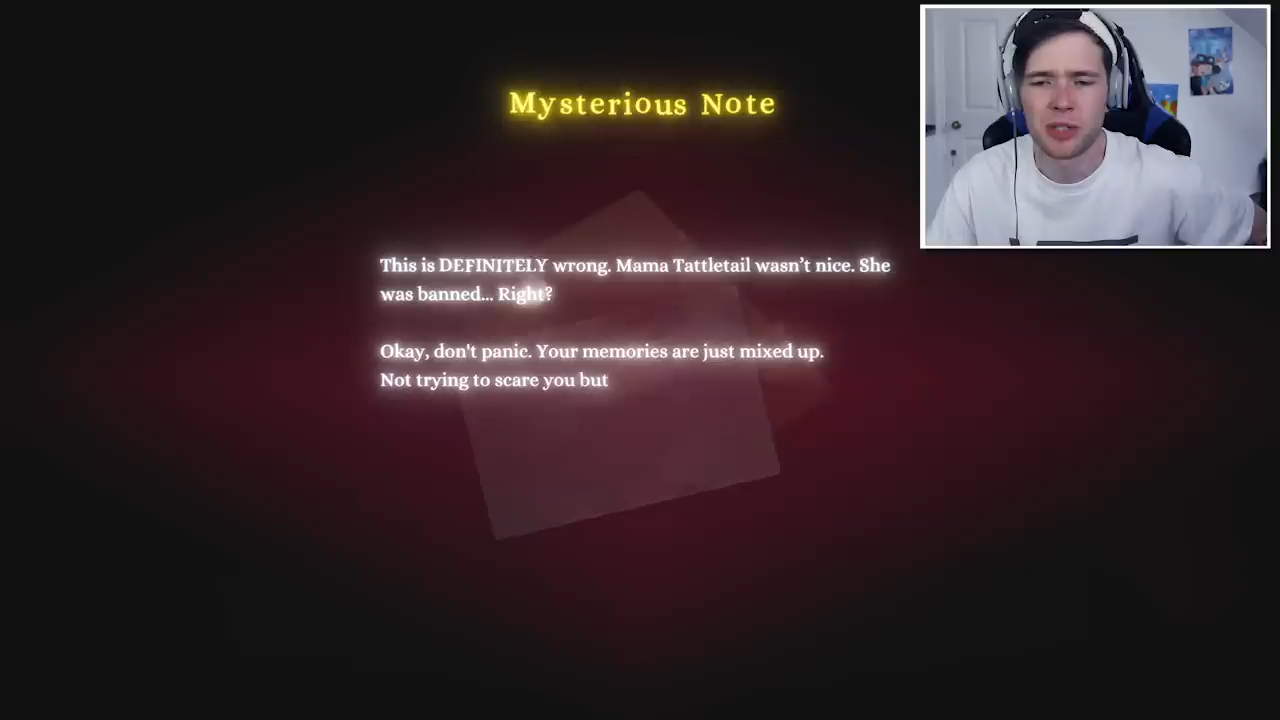 Mysterious Note
This is DEFINITELY wrong. Mama Tattletail wasn’t nice. She
was banned... Right?
Okay, don't panic. Your memories are just mixed up.
Not trying to scare you but